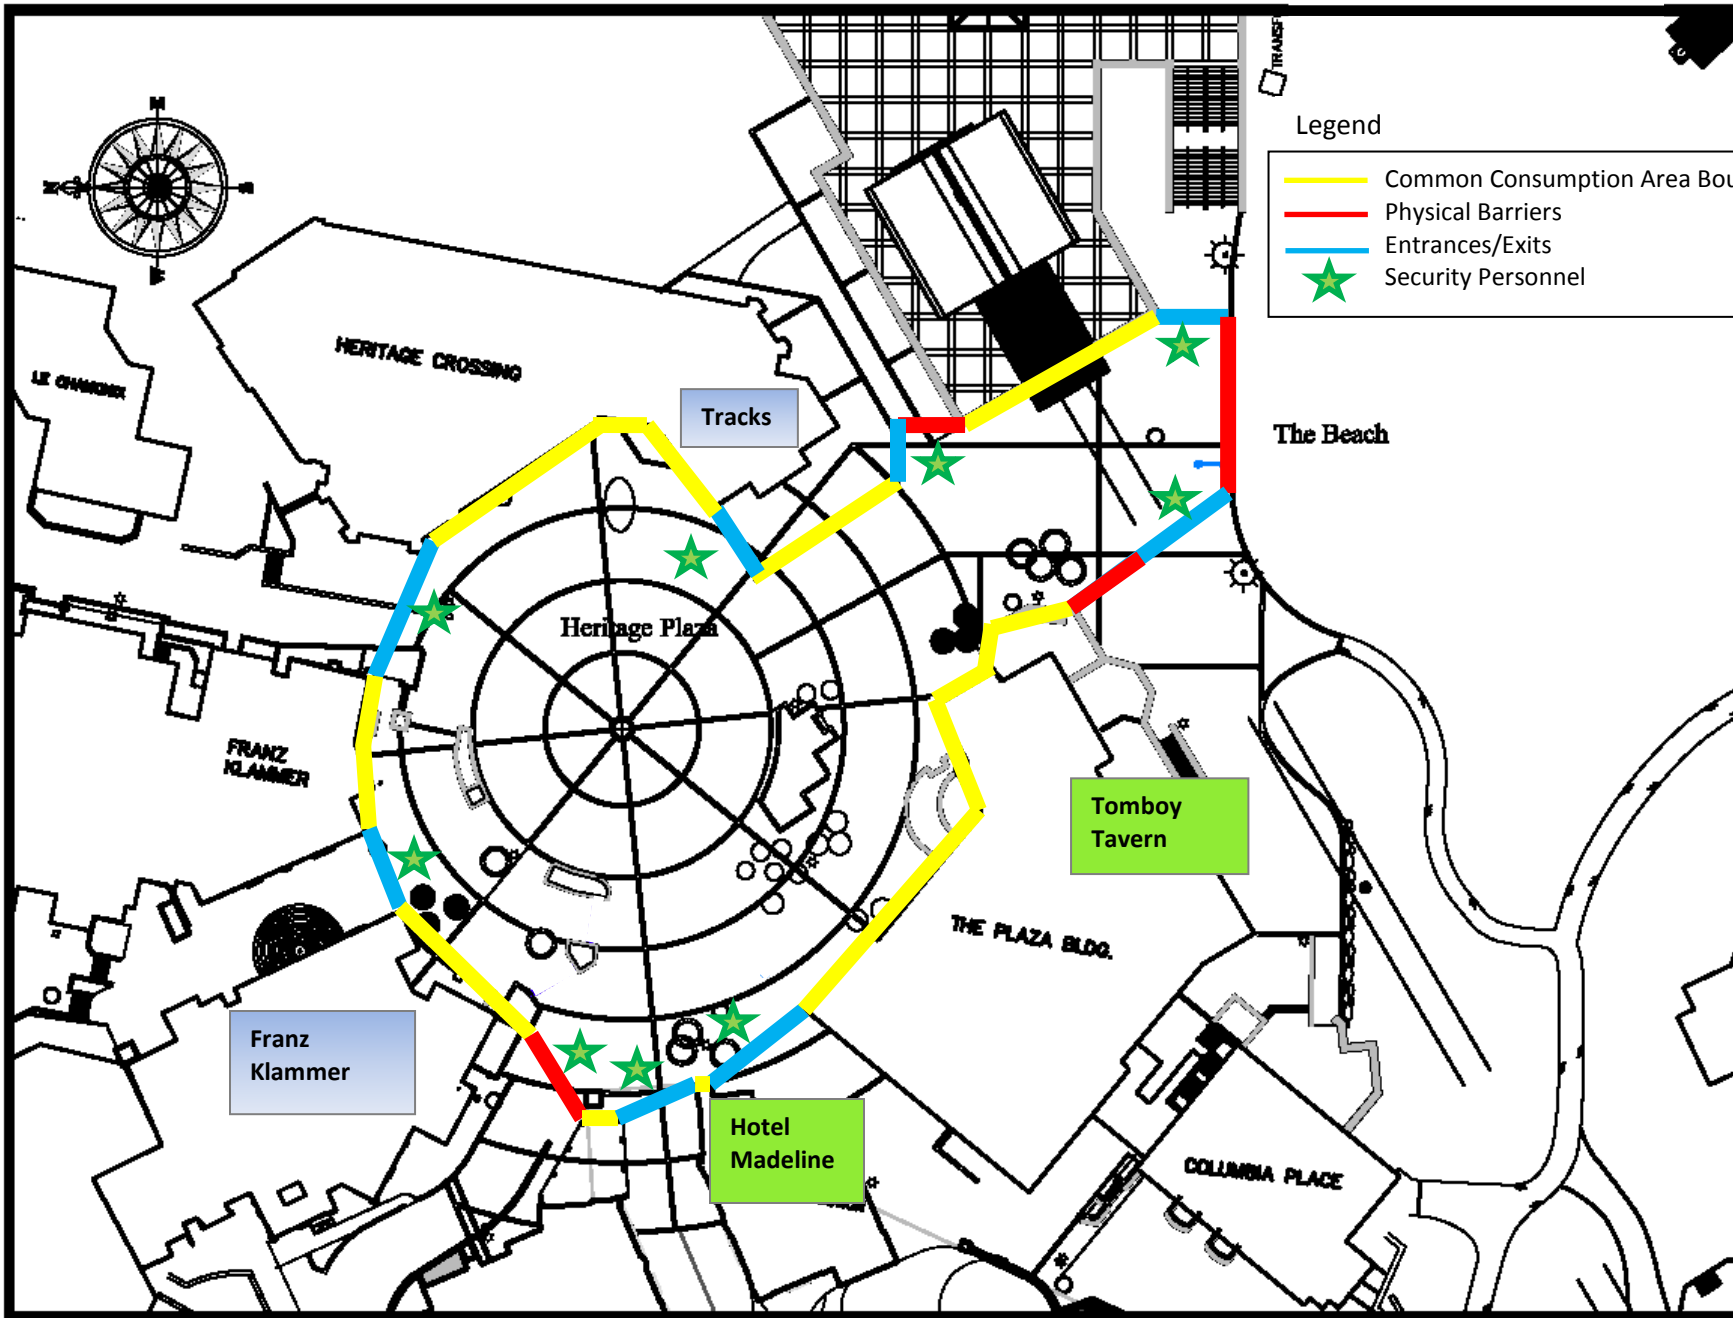 TRANSF
Legend
Common Consumption Area Bou
Physical Barriers
Entrances/Exits
Security Personnel
HERITAGE CROSSING
LE CHAMONIX
Tracks
The Beach
Heritage Plaza
FRANZ
KLAMMER
Tomboy
Tavern
THE PLAZA BLDG.
Franz
Klammer
Hotel
Madeline
COLUMBIA PLACE